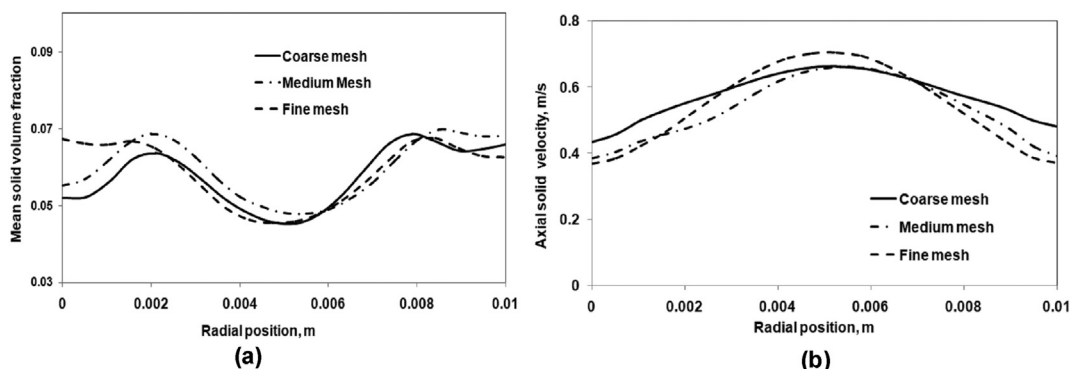 (a)
0.09
0.07
0.05
0.03
Mean solid volume fraction
Coarse mesh
Medium Mesh
Fine mesh
0
0.002
0.004
0.006
0.008
0.01
Radial position, m
(a)
(b)
0.8
0.6
0.4
0.2
0
Axial solid velocity, m/s
Coarse mesh
Medium mesh
Fine mesh
0
0.002
0.004
0.006
0.008
0.01
Radial position, m
(b)